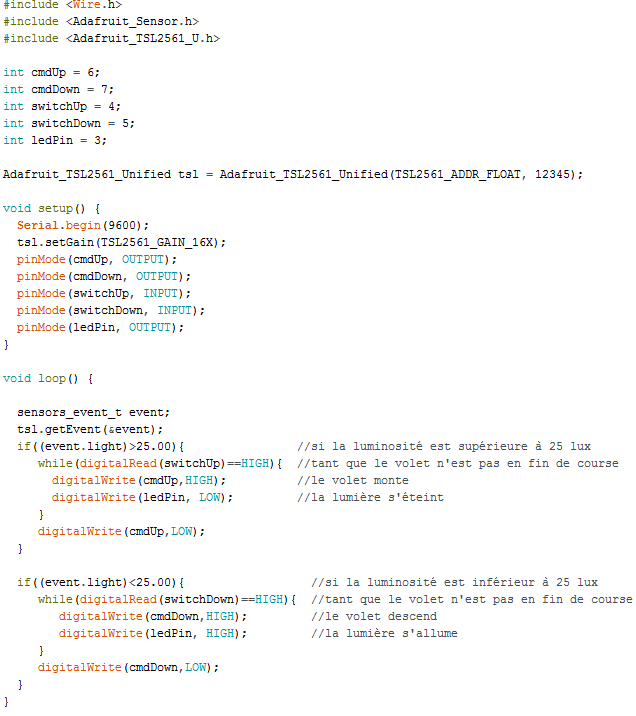 #include <Wire.h>
#include <Adafruit_Sensor.h>
#include <Adafruit_TSL2561_U.h>
int cmdUp = 6;
int cmdDown = 7;
int switchUp = 4;
int switchDown = 5;
int ledPin = 3;
Adafruit_TSL2561_Unified tsl = Adafruit_TSL2561_Unified(TSL2561_ADDR_FLOAT, 12345);
void setup() {
Serial.begin(9600);
tsl.setGain(TSL2561_GAIN_16X);
pinMode(cmdUp, OUTPUT);
pinMode(cmdDown, OUTPUT);
pinMode(switchUp, INPUT);
pinMode(switchDown, INPUT);
pinMode(ledPin, OUTPUT);
}
void loop() {
sensors_event_t event;
tsl.getEvent(&event);
if((event.light)>25.00){ //si la luminosité est supérieure à 25 lux
while(digitalRead(switchUp)==HIGH){ //tant que le volet n'est pas en fin de course
digitalWrite(cmdUp,HIGH); //le volet monte
digitalWrite(ledPin, LOW); //la lumière s'éteint
}
digitalWrite(cmdUp,LOW);
}
if((event.light)<25.00){ //si la luminosité est inférieur à 25 lux
while(digitalRead(switchDown)==HIGH){ //tant que le volet n'est pas en fin de course
digitalWrite(cmdDown,HIGH); //le volet descend
digitalWrite(ledPin, HIGH); //la lumière s'allume
}
digitalWrite(cmdDown,LOW);
}
}